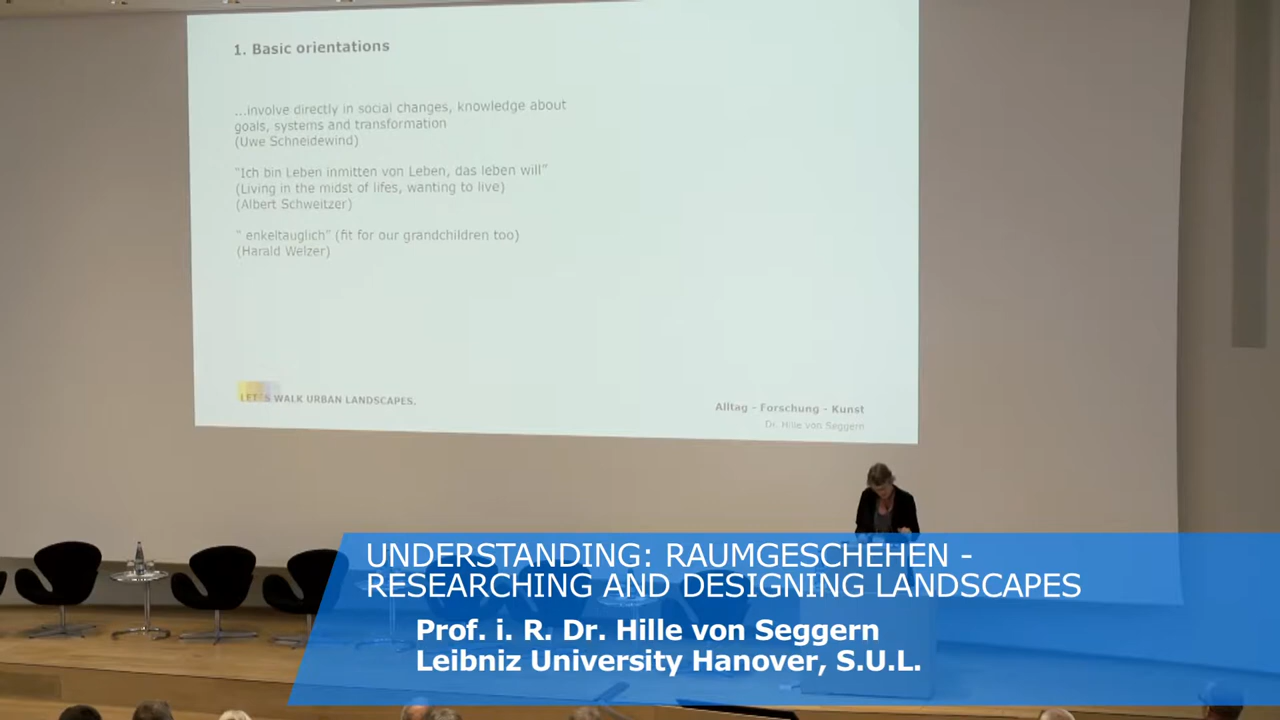 1. Basic orientations
...involve directly in social changes, knowledge about
goals, systems and transformation
(Uwe Schneidewind)
"Ich bin Leben inmitten von Leben, das leben will"
(Living in the midst of lifes, wanting to live)
(Albert Schweitzer)
" enkeltauglich" (fit for our grandchildren too)
(Harald Welzer)
LET´S WALK URBAN LANDSCAPES.
Alltag - Forschung - Kunst
Dr. Hille von Seggern
UNDERSTANDING: RAUMGESCHEHEN -
RESEARCHING AND DESIGNING LANDSCAPES
Prof. i. R. Dr. Hille von Seggern
Leibniz University Hanover, S.U.L.